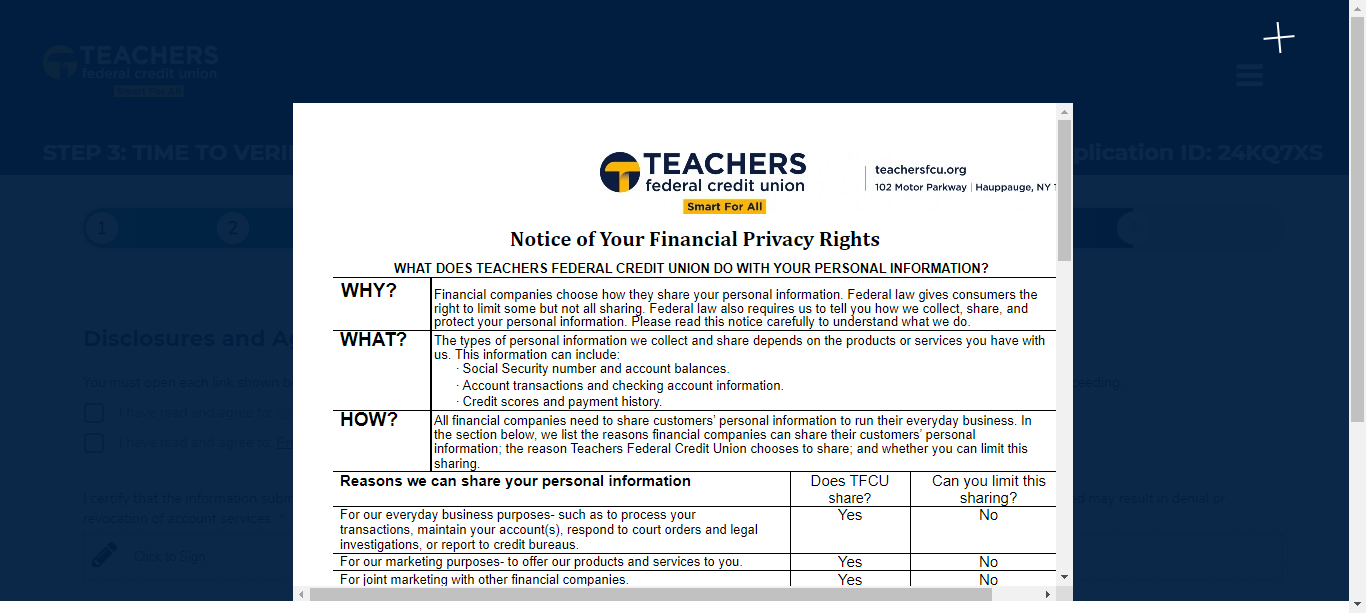 TEACHERS
federal credit union
Smart For All
STEP 3: TIME TO VERI
plication ID: 24KQ7XS
1
2
TEACHERS
federal credit union
Smart For All
teachersfcu.org
102 Motor Parkway | Hauppauge, NY
Notice of Your Financial Privacy Rights
WHAT DOES TEACHERS FEDERAL CREDIT UNION DO WITH YOUR PERSONAL INFORMATION?
WHY?
Financial companies choose how they share your personal information. Federal law gives consumers the
right to limit some but not all sharing. Federal law also requires us to tell you how we collect, share, and
protect your personal information. Please read this notice carefully to understand what we do.
WHAT?
The types of personal information we collect and share depends on the products or services you have with
us. This information can include:
· Social Security number and account balances.
· Account transactions and checking account information.
· Credit scores and payment history.
HOW?
All financial companies need to share customers' personal information to run their everyday business. In
the section below, we list the reasons financial companies can share their customers' personal
information; the reason Teachers Federal Credit Union chooses to share; and whether you can limit this
sharing.
Reasons we can share your personal information
Does TFCU
share?
Can you limit this
sharing?
For our everyday business purposes- such as to process your
transactions, maintain your account(s), respond to court orders and legal
investigations, or report to credit bureaus.
Yes
No
For our marketing purposes- to offer our products and services to you.
Yes
No
For joint marketing with other financial companies.
Yes
No
Disclosures and A
You must open each link shown b
ceeding
I have read and agree to:
I have read and agree to:
I certify that the information subm
ed may result in denial or
revocation of account services. *
Click to Sign